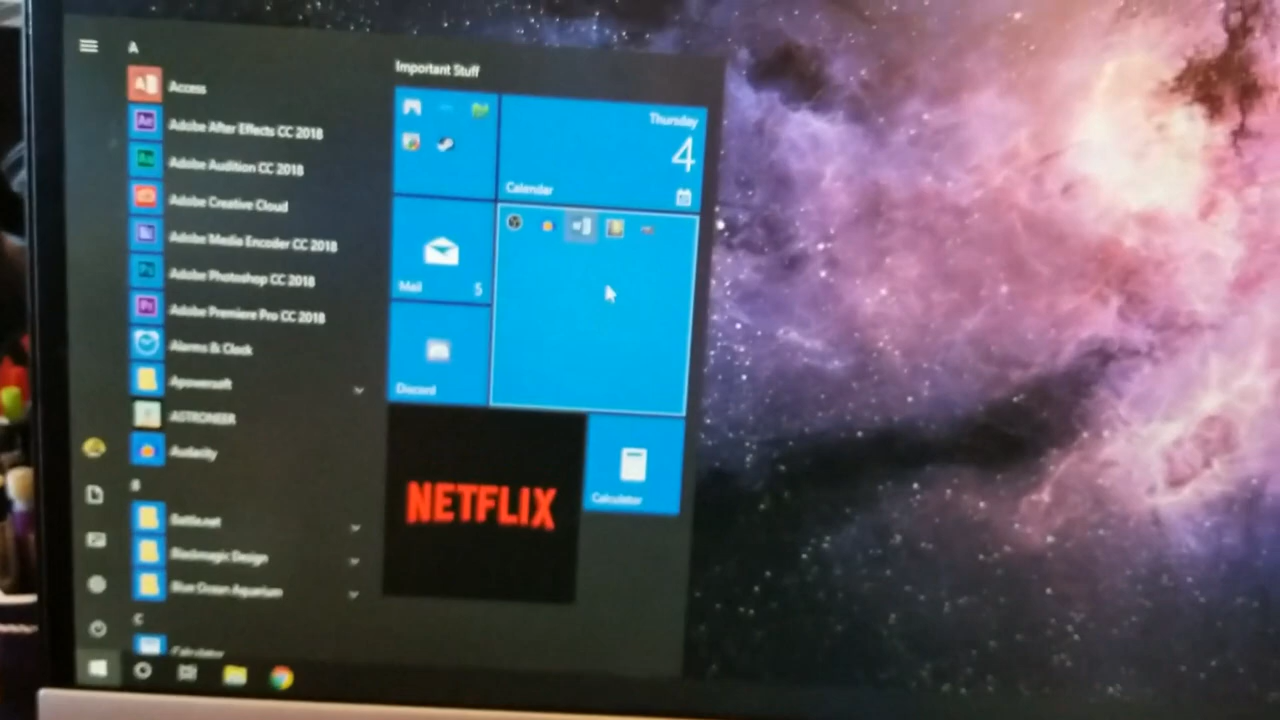 A
Access
Adobe After Effects CC 2018
Adobe Audition CC 2018
Adobe Creative Cloud
Adobe Media Encoder CC 2018
Adobe Photoshop CC 2018
Adobe Premiere Pro CC 2018
Alarms & Clock
Apowersoft
ASTRONEER
Audacity
B
Battle.net
Blackmagic Design
Blue Ocean Aquarium
C
Calculator
Important Stuff
Thursday
4
Calendar
Mail 5
Discord
NETFLIX
Calculator